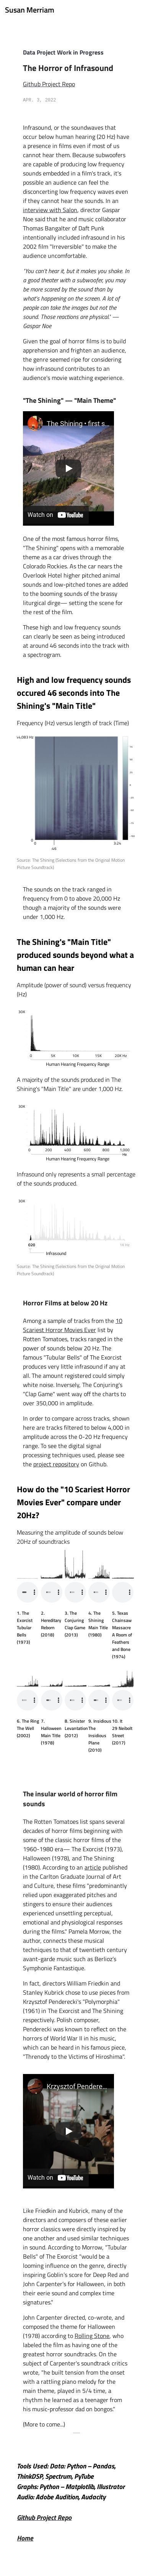 Susan Merriam
Data Project Work in Progress
The Horror of Infrasound
Github Project Repo
APR. 3, 2022
Infrasound, or the soundwaves that
occur below human hearing (20 Hz) have
a presence in films even if most of us
cannot hear them. Because subwoofers
are capable of producing low frequency
sounds embedded in a film's track, it's
possible an audience can feel the
disconcerting low frequency waves even
if they cannot be heard. In an
interview with Salon, director Gaspar
Noe said that he and music collaborator
Thomas Bangalter of Daft Punk
intentionally included infrasound in his
2002 film "Irreversible" to make the
audience uncomfortable.
"You can't hear it, but it makes you shake. In
a good theater with a subwoofer, you may
be more scared by the sound than by
what's happening on the screen. A lot of
people can take the images but not the
sound. Those reactions are physical." —
Gaspar Noe
Given the goal of horror films is to build
apprehension and frighten an audience,
the genre seemed ripe for considering
how infrasound contributes to an
audience's movie watching experience.
"The Shining" — "Main Theme"
The Shining • first s...
Watch on YouTube
One of the most famous horror films,
"The Shining" opens with a memorable
theme as a car drives through the
Colorado Rockies. As the car nears the
Overlook Hotel higher pitched animal
sounds and low-pitched sounds are added
to the booming sounds of the brassy
liturgical dirge— setting the scene for
the rest of the film.
These high and low frequency sounds
can clearly be seen as being introduced
at around 46 seconds into the track with
a spectrogram.
High and low frequency sounds
occured 46 seconds into The
Shining's "Main Title"
Frequency (Hz) versus length of track (Time)
0
:46
3:24
Source: The Shining (Selections from the Original Motion
Picture Soundtrack)
The sounds on the track ranged in
frequency from 0 to above 20,000 Hz
though a majority of the sounds were
under 1,000 Hz.
The Shining's "Main Title"
produced sounds beyond what a
human can hear
Amplitude (power of sound) versus frequency
(Hz)
30K
0 5K 10K 15K 20K Hz
Human Hearing Frequency Range
A majority of the sounds produced in The
Shining's "Main Title" are under 1,000 Hz.
30K
0 200 400 600 800 1,000
Hz
Human Hearing Frequency Range
Infrasound only represents a small percentage
of the sounds produced.
30K
Infrasound
Source: The Shining (Selections from the Original Motion
Picture Soundtrack)
Horror Films at below 20 Hz
Among a sample of tracks from the 10
Scariest Horror Movies Ever list by
Rotten Tomatoes, tracks ranged in the
power of sounds below 20 Hz. The
famous "Tubular Bells" of The Exorcist
produces very little infrasound if any at
all. It could also be explained simply
white noise. Inversely, The Conjuring's
"Clap Game" went way off the charts to
over 350,000 in amplitude.
In order to compare across tracks, shown
here are tracks filtered to below 4,000 in
amplitude across the 0-20 Hz frequency
range. To see the digital signal
processing techniques used, please see
the project repository on Github.
How do the "10 Scariest Horror
Movies Ever" compare under
20Hz?
Measuring the amplitude of sounds below
20Hz of soundtracks
1. The
Exorcist
Tubular
Bells
(1973)
2.
Hereditary
Reborn
(2018)
3. The
Conjuring
Clap Game
(2013)
4. The
Shining
Main Title
(1980)
5. Texas
Chainsaw
Massacre
A Room of
Feathers
and Bone
(1974)
6. The Ring
The Well
(2002)
7.
Halloween
Main Title
(1978)
8. Sinister
Levantation
(2012)
9. Insidious
The
Insidious
Plane
(2010)
10. It
29 Neibolt
Street
(2017)
The insular world of horror film
sounds
The Rotten Tomatoes list spans several
decades of horror films beginning with
some of the classic horror films of the
1960-1980 era— The Exorcist (1973),
Halloween (1978), and The Shining
(1980). According to an article published
in the Carlton Graduate Journal of Art
and Culture, these films "predominantly
relied upon exaggerated pitches and
stingers to ensure their audiences
experienced unsettling perceptual,
emotional and physiological responses
during the films." Pamela Morrow, the
author, connects these musical
techniques to that of twentieth century
avant-garde music such as Berlioz's
Symphonie Fantastique.
In fact, directors William Friedkin and
Stanley Kubrick chose to use pieces from
Krzysztof Penderecki's "Polymorphia"
(1961) in The Exorcist and The Shining
respectively. Polish composer,
Penderecki was known to reflect on the
horrors of World War II in his music,
which can be heard in his famous piece,
"Threnody to the Victims of Hiroshima".
Krzysztof Pendere...
Watch on YouTube
Like Friedkin and Kubrick, many of the
directors and composers of these earlier
horror classics were directly inspired by
the one another and used similar techniques
in sound. According to Morrow, "Tubular
Bells" of The Exorcist "would be a
looming influence on the genre, directly
inspiring Goblin's score for Deep Red and
John Carpenter's for Halloween, in both
their eerie sound and complex time
signatures."
John Carpenter directed, co-wrote, and
composed the theme for Halloween
(1978) according to Rolling Stone, who
labeled the film as having one of the
greatest horror soundtracks. On the
subject of Carpenter's soundtrack critics
wrote, "he built tension from the onset
with a rattling piano melody for the
main theme, played in 5/4 time, a
rhythm he learned as a teenager from
his music-professor dad on bongos."
(More to come...)
Tools Used: Data: Python – Pandas,
ThinkDSP, Spectrum, PyTube
Graphs: Python – Matplotlib, Illustrator
Audio: Adobe Audition, Audacity
Github Project Repo
Home